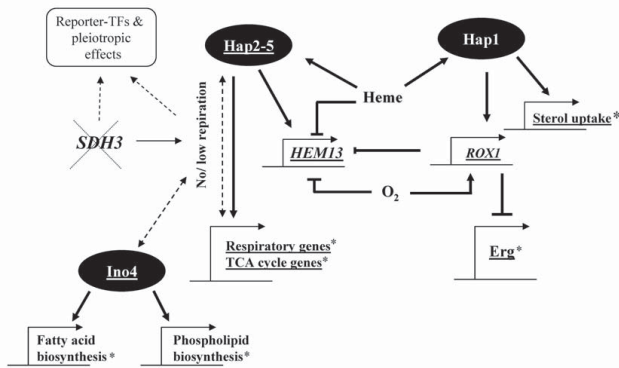 Reporter-TFs &
pleiotropic
effects
Hap2-5
Hap1
Heme
Sterol uptake*
SDH3
No/ low repiration
HEM13
ROX1
O2
Respiratory genes*
TCA cycle genes*
Erg*
Ino4
Fatty acid
biosynthesis*
Phospholipid
biosynthesis*